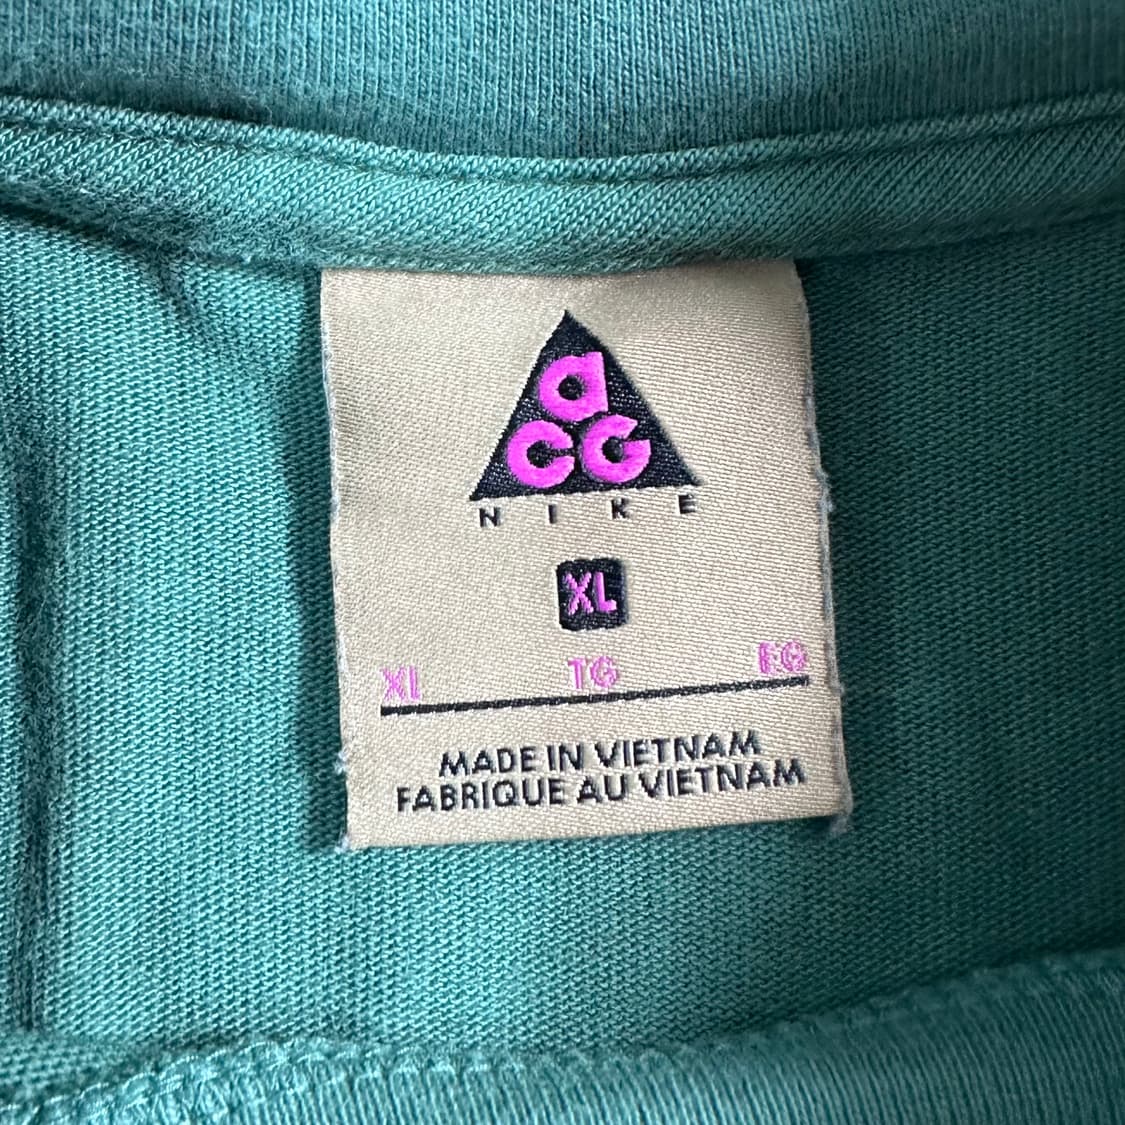 acg
NIKE
XL
XL TG EG
MADE IN VIETNAM
FABRIQUE AU VIETNAM